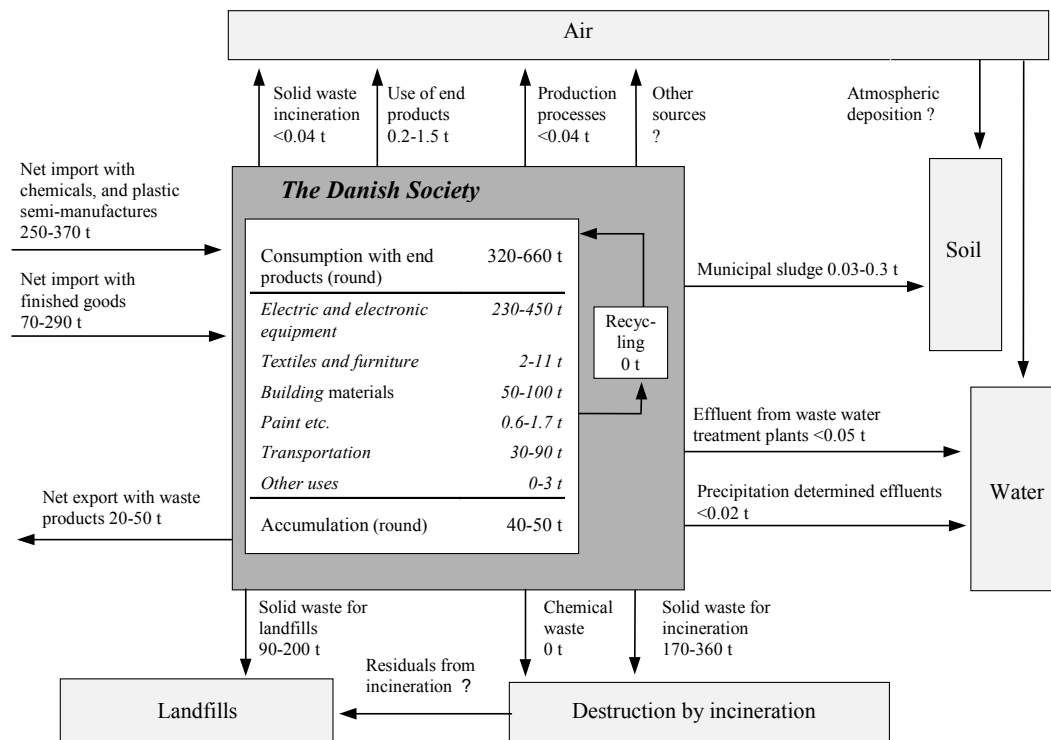 Air
Solid waste
incineration
<0.04 t
Use of end
products
0.2-1.5 t
Production
processes
<0.04 t
Other
sources
?
Atmospheric
deposition ?
Net import with
chemicals, and plastic
semi-manufactures
250-370 t
Net import with
finished goods
70-290 t
Net export with waste
products 20-50 t
The Danish Society
Consumption with end 320-660 t
products (round)
Electric and electronic 230-450 t
equipment
Textiles and furniture 2-11 t
Building materials 50-100 t
Paint etc. 0.6-1.7 t
Transportation 30-90 t
Other uses 0-3 t
Accumulation (round) 40-50 t
Recyc-
ling
0 t
Municipal sludge 0.03-0.3 t
Soil
Effluent from waste water
treatment plants <0.05 t
Precipitation determined effluents
<0.02 t
Water
Solid waste for
landfills
90-200 t
Chemical
waste
0 t
Solid waste for
incineration
170-360 t
Residuals from
incineration ?
Landfills
Destruction by incineration